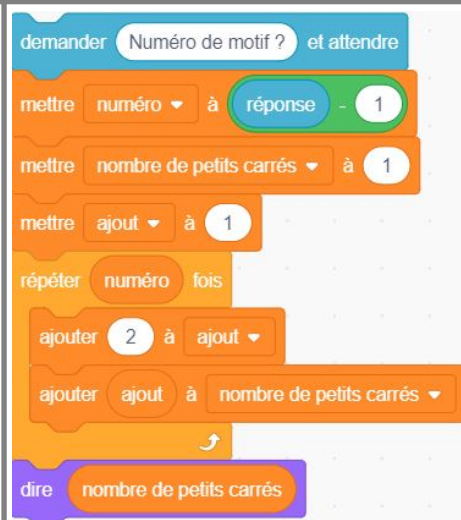 demander Numéro de motif ? et attendre
mettre numéro à réponse - 1
mettre nombre de petits carrés à 1
mettre ajout à 1
répéter numéro fois
ajouter 2 à ajout
ajouter ajout à nombre de petits carrés
dire nombre de petits carrés